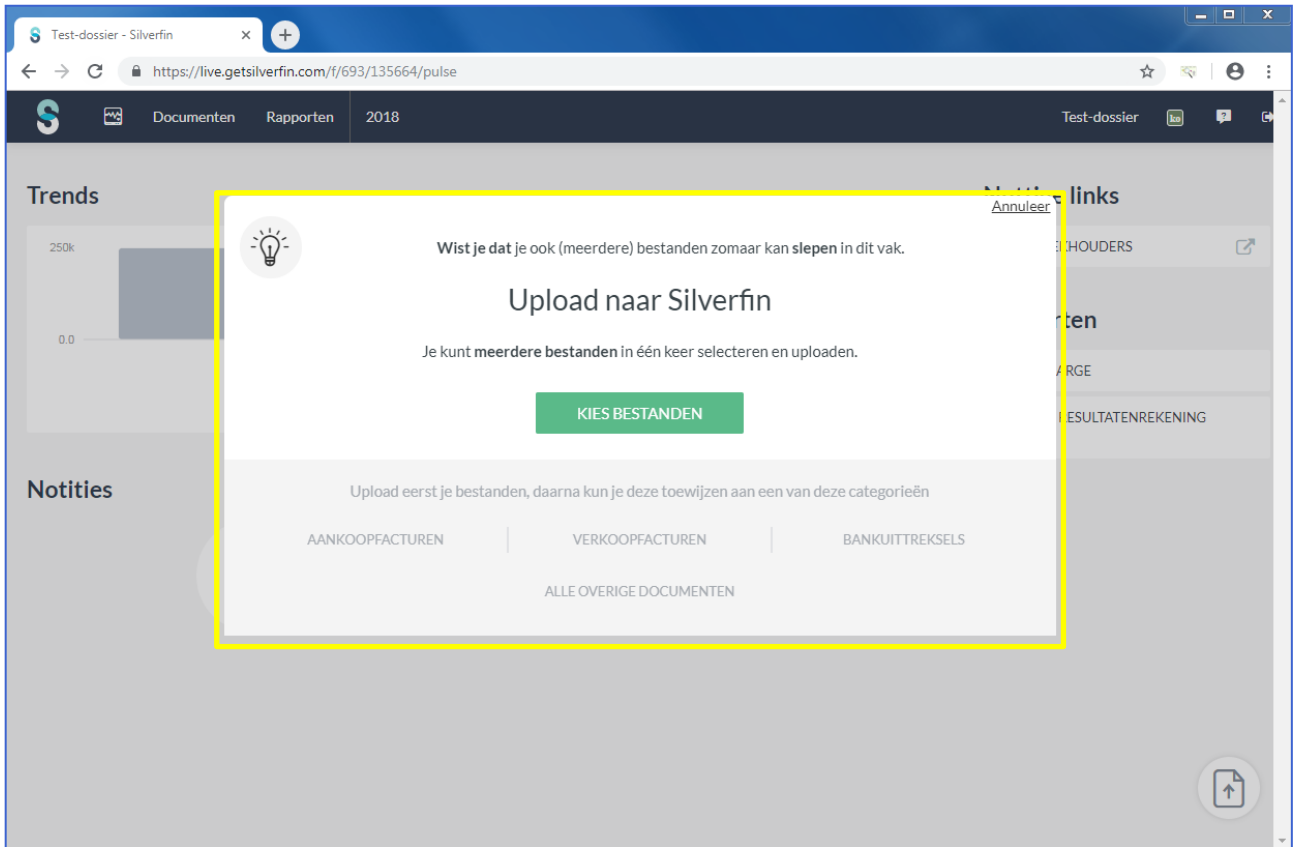 Test-dossier - Silverfin
https://live.getsilverfin.com/f/693/135664/pulse
Documenten Rapporten 2018 Test-dossier ko
Trends
links
Annuleer
250k
Wist je dat je ook (meerdere) bestanden zomaar kan slepen in dit vak.
Upload naar Silverfin
0.0
Je kunt meerdere bestanden in één keer selecteren en uploaden.
KIES BESTANDEN
RESULTATENREKENING
Notities
Upload eerst je bestanden, daarna kun je deze toewijzen aan een van deze categorieën
AANKOOPFACTUREN VERKOOPFACTUREN BANKUITTREKSELS
ALLE OVERIGE DOCUMENTEN